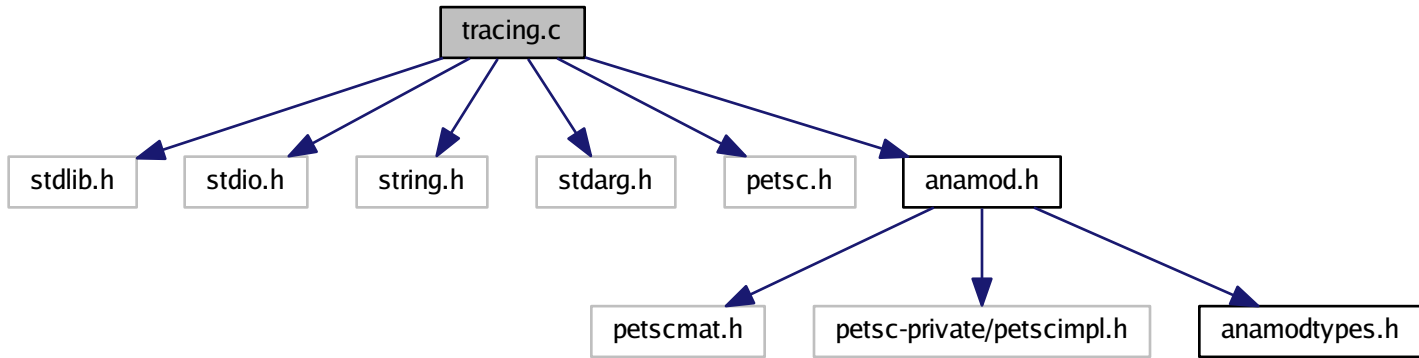 tracing.c
stdlib.h
stdio.h
string.h
stdarg.h
petsc.h
anamod.h
petscmat.h
petsc-private/petscimpl.h
anamodtypes.h